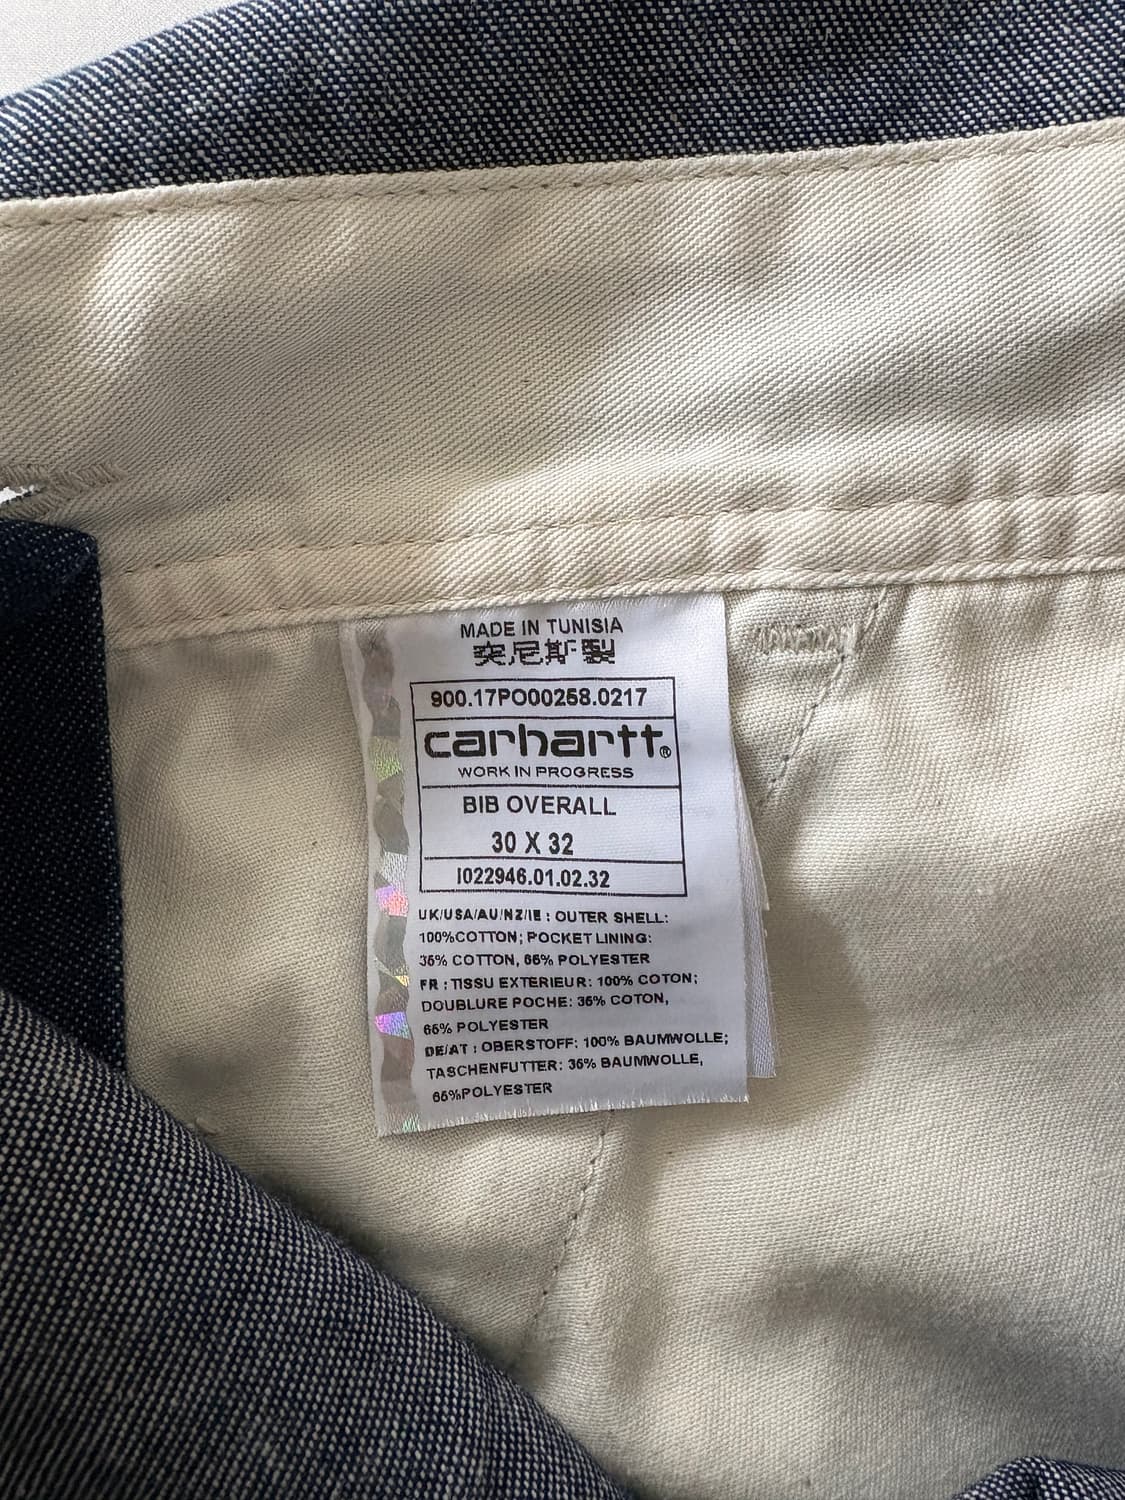 MADE IN TUNISIA
突尼斯製
900.17PO00258.0217
carhartt®
WORK IN PROGRESS
BIB OVERALL
30 X 32
I022946.01.02.32
UK/USA/AU/NZ/IE : OUTER SHELL:
100%COTTON; POCKET LINING:
35% COTTON, 65% POLYESTER
FR : TISSU EXTERIEUR: 100% COTON;
DOUBLURE POCHE: 35% COTON,
65% POLYESTER
DE/AT : OBERSTOFF: 100% BAUMWOLLE;
TASCHENFUTTER: 35% BAUMWOLLE,
65%POLYESTER